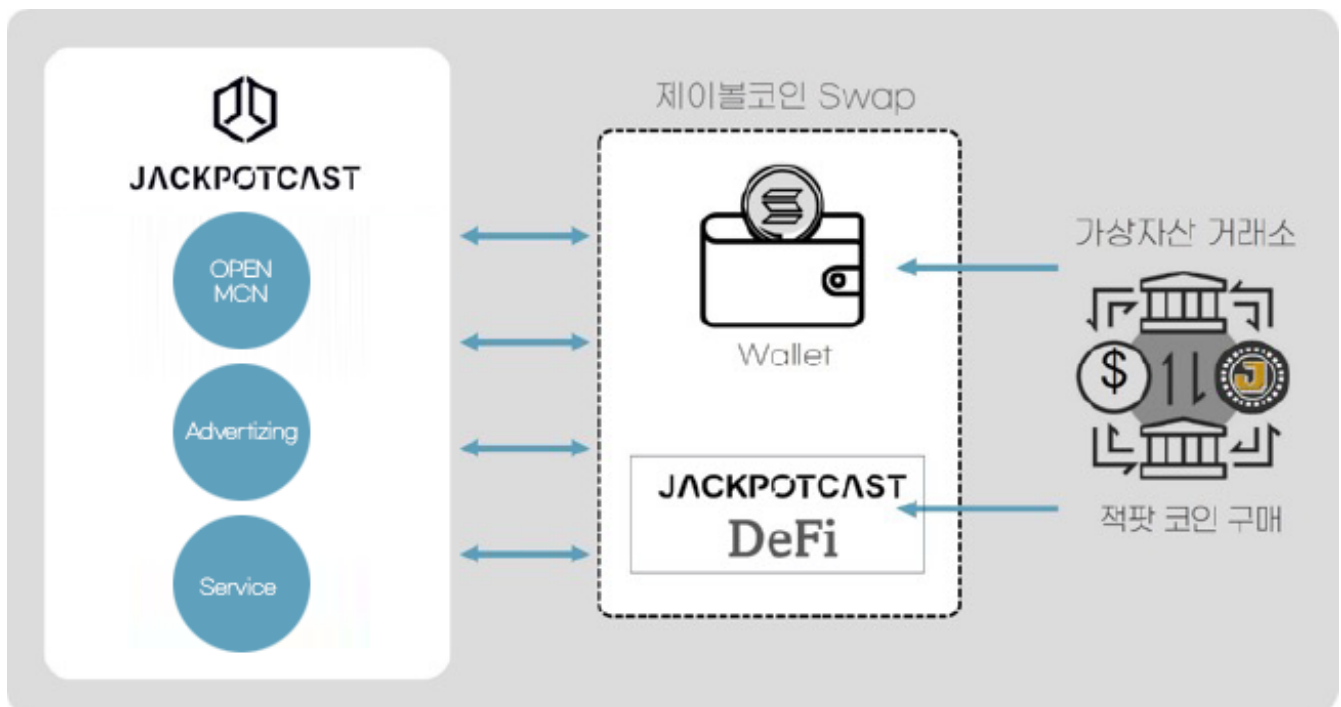 JACKPOTCAST
OPEN
MCN
Advertizing
Service
제이볼코인 Swap
Wallet
JACKPOTCAST
DeFi
가상자산 거래소
$
J
잭팟 코인 구매